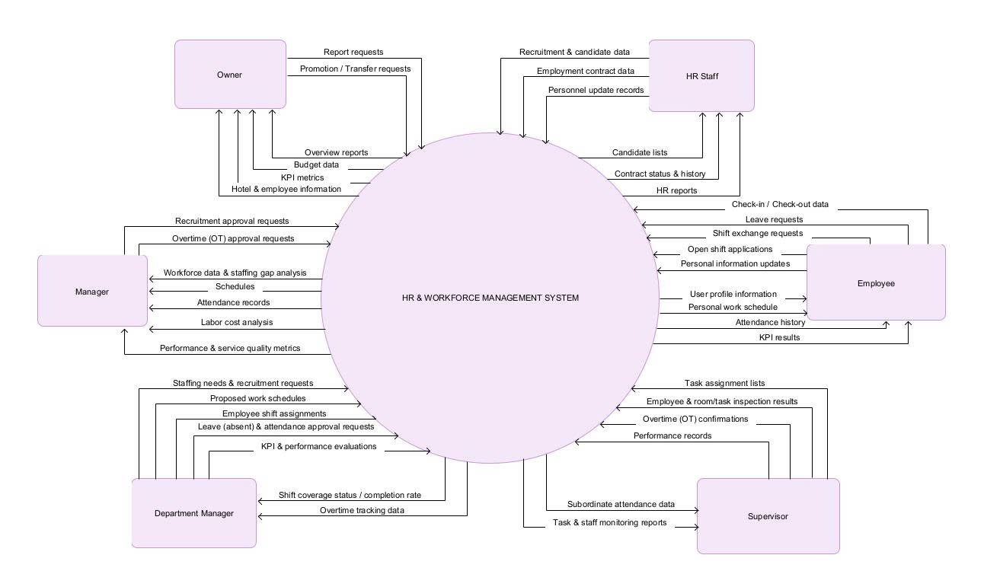 Report requests
Promotion / Transfer requests
Owner
Overview reports
Budget data
KPI metrics
Hotel & employee information
Recruitment & candidate data
Employment contract data
Personnel update records
HR Staff
Candidate lists
Contract status & history
HR reports
Recruitment approval requests
Overtime (OT) approval requests
Manager
Workforce data & staffing gap analysis
Schedules
Attendance records
Labor cost analysis
Performance & service quality metrics
HR & WORKFORCE MANAGEMENT SYSTEM
Check-in / Check-out data
Leave requests
Shift exchange requests
Open shift applications
Personal information updates
Employee
User profile information
Personal work schedule
Attendance history
KPI results
Staffing needs & recruitment requests
Proposed work schedules
Employee shift assignments
Leave (absent) & attendance approval requests
KPI & performance evaluations
Department Manager
Shift coverage status / completion rate
Overtime tracking data
Task assignment lists
Employee & room/task inspection results
Overtime (OT) confirmations
Performance records
Subordinate attendance data
Task & staff monitoring reports
Supervisor